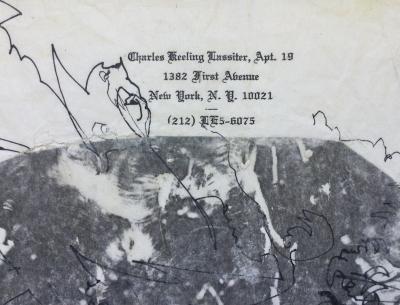 Charles Keeling Lassiter, Apt. 19
1382 First Avenue
New York, N. Y. 10021
(212) LE5-6075